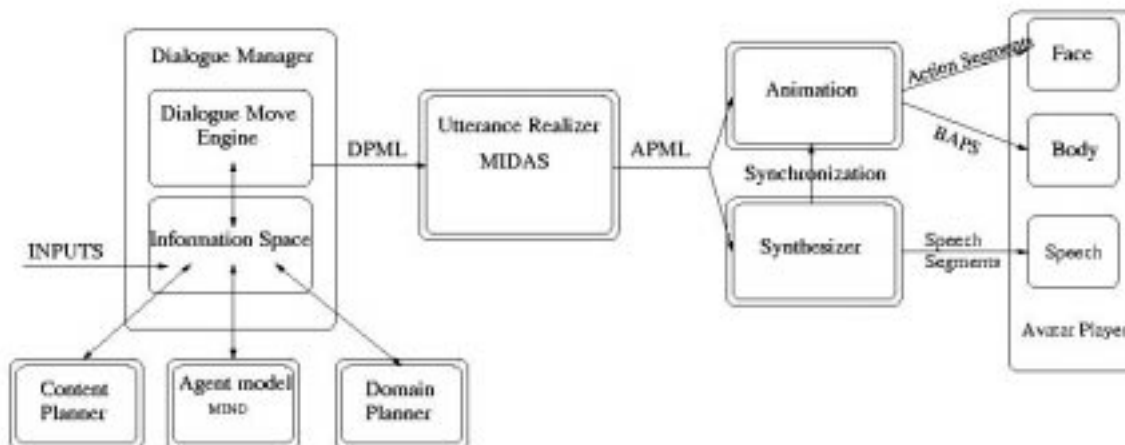 Dialogue Manager
Dialogue Move
Engine
Information Space
INPUTS
Content
Planner
Agent model
MIND
Domain
Planner
DPML
Utterance Realizer
MIDAS
APML
Animation
Synchronization
Synthesizer
Action Segments
BAPS
Speech
Segments
Face
Body
Speech
Avatar Player